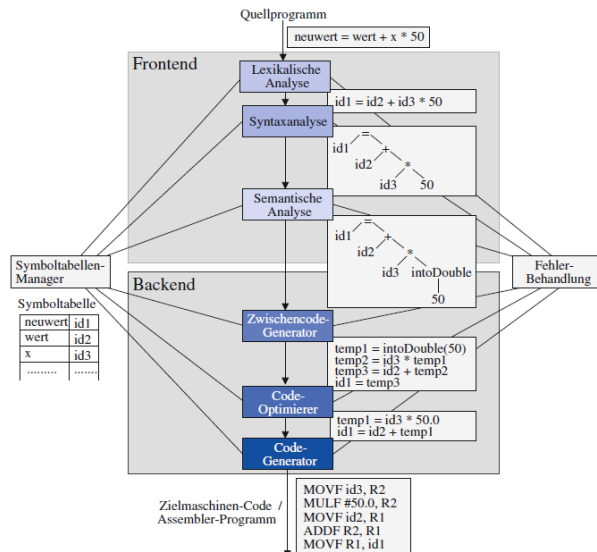 Quellprogramm
neuwert = wert + x * 50
Frontend
Lexikalische
Analyse
id1 = id2 + id3 * 50
Syntaxanalyse
=
id1 +
id2 *
id3 50
Semantische
Analyse
=
id1 +
id2 *
id3 intoDouble
50
Symboltabellen-
Manager
Fehler-
Behandlung
Symboltabelle
neuwert id1
wert id2
x id3
......... .......
Backend
Zwischencode-
Generator
temp1 = intoDouble(50)
temp2 = id3 * temp1
temp3 = id2 + temp2
id1 = temp3
Code-
Optimierer
temp1 = id3 * 50.0
id1 = id2 + temp1
Code-
Generator
Zielmaschinen-Code /
Assembler-Programm
MOVF id3, R2
MULF #50.0, R2
MOVF id2, R1
ADDF R2, R1
MOVF R1, id1